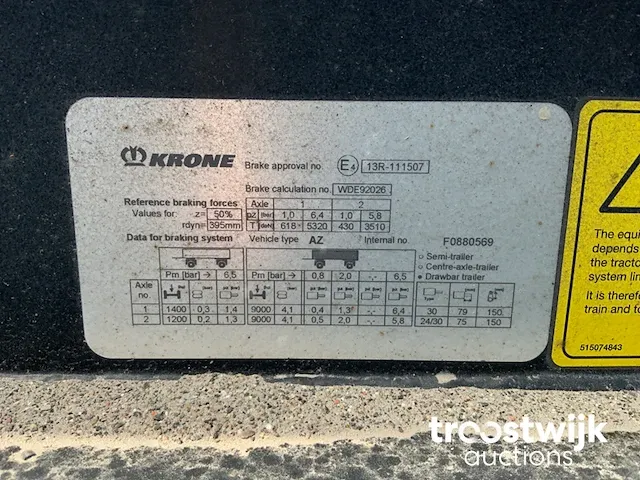 KRONE
Brake approval no. E4 13R-111507
Brake calculation no. WDE92026
Reference braking forces
Values for z= 50%
rdyn= 395mm
Axle 1 2
pz [bar] 1,0 6,4 1,0 5,8
T [daN] 618 5320 430 3510
Data for braking system Vehicle type AZ Internal no. F0880569
Semi-trailer
Centre-axle-trailer
Drawbar trailer
Pm [bar] → 6,5 Pm [bar] → 0,8 2,0 -.- 6,5
Axle no.
1 1400 0,3 1,4 9000 4,1 0,4 1,3 -.- 6,4 30 79 150
2 1200 0,2 1,3 9000 4,1 0,5 2,0 -.- 5,8 24/30 75 150
The equi
depends
the tracto
system lin
It is theref
train and to
515074843
troostwijk
auctions